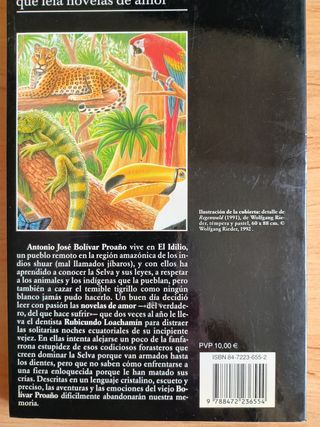 que leía novelas de amor
Ilustración de la cubierta: detalle de
Regenwald (1991), de Wolfgang Rie-
der, témpera y pastel, 60 x 88 cm. ©
Wolfgang Rieder, 1992
Antonio José Bolívar Proaño vive en El Idilio,
un pueblo remoto en la región amazónica de los
indios shuar (mal llamados jíbaros), y con ellos ha
aprendido a conocer la Selva y sus leyes, a respetar
a los animales y los indígenas que la pueblan, pero
también a cazar el temible tigrillo como ningún
blanco jamás pudo hacerlo. Un buen día decidió
leer con pasión las novelas de amor —«del verdade-
ro, del que hace sufrir»— que dos veces al año le lle-
va el dentista Rubicundo Loachamín para distraer
las solitarias noches ecuatoriales de su incipiente
vejez. En ellas intenta alejarse un poco de la fanfa-
rrona estupidez de esos codiciosos forasteros que
creen dominar la Selva porque van armados hasta
los dientes, pero que no saben cómo enfrentarse a
una fiera enloquecida porque le han matado sus
crías. Descritas en un lenguaje cristalino, escueto y
preciso, las aventuras y las emociones del viejo Bo-
lívar Proaño difícilmente abandonarán nuestra me-
moria.
PVP 10,00 €
ISBN 84-7223-655-2
9 788472 236554